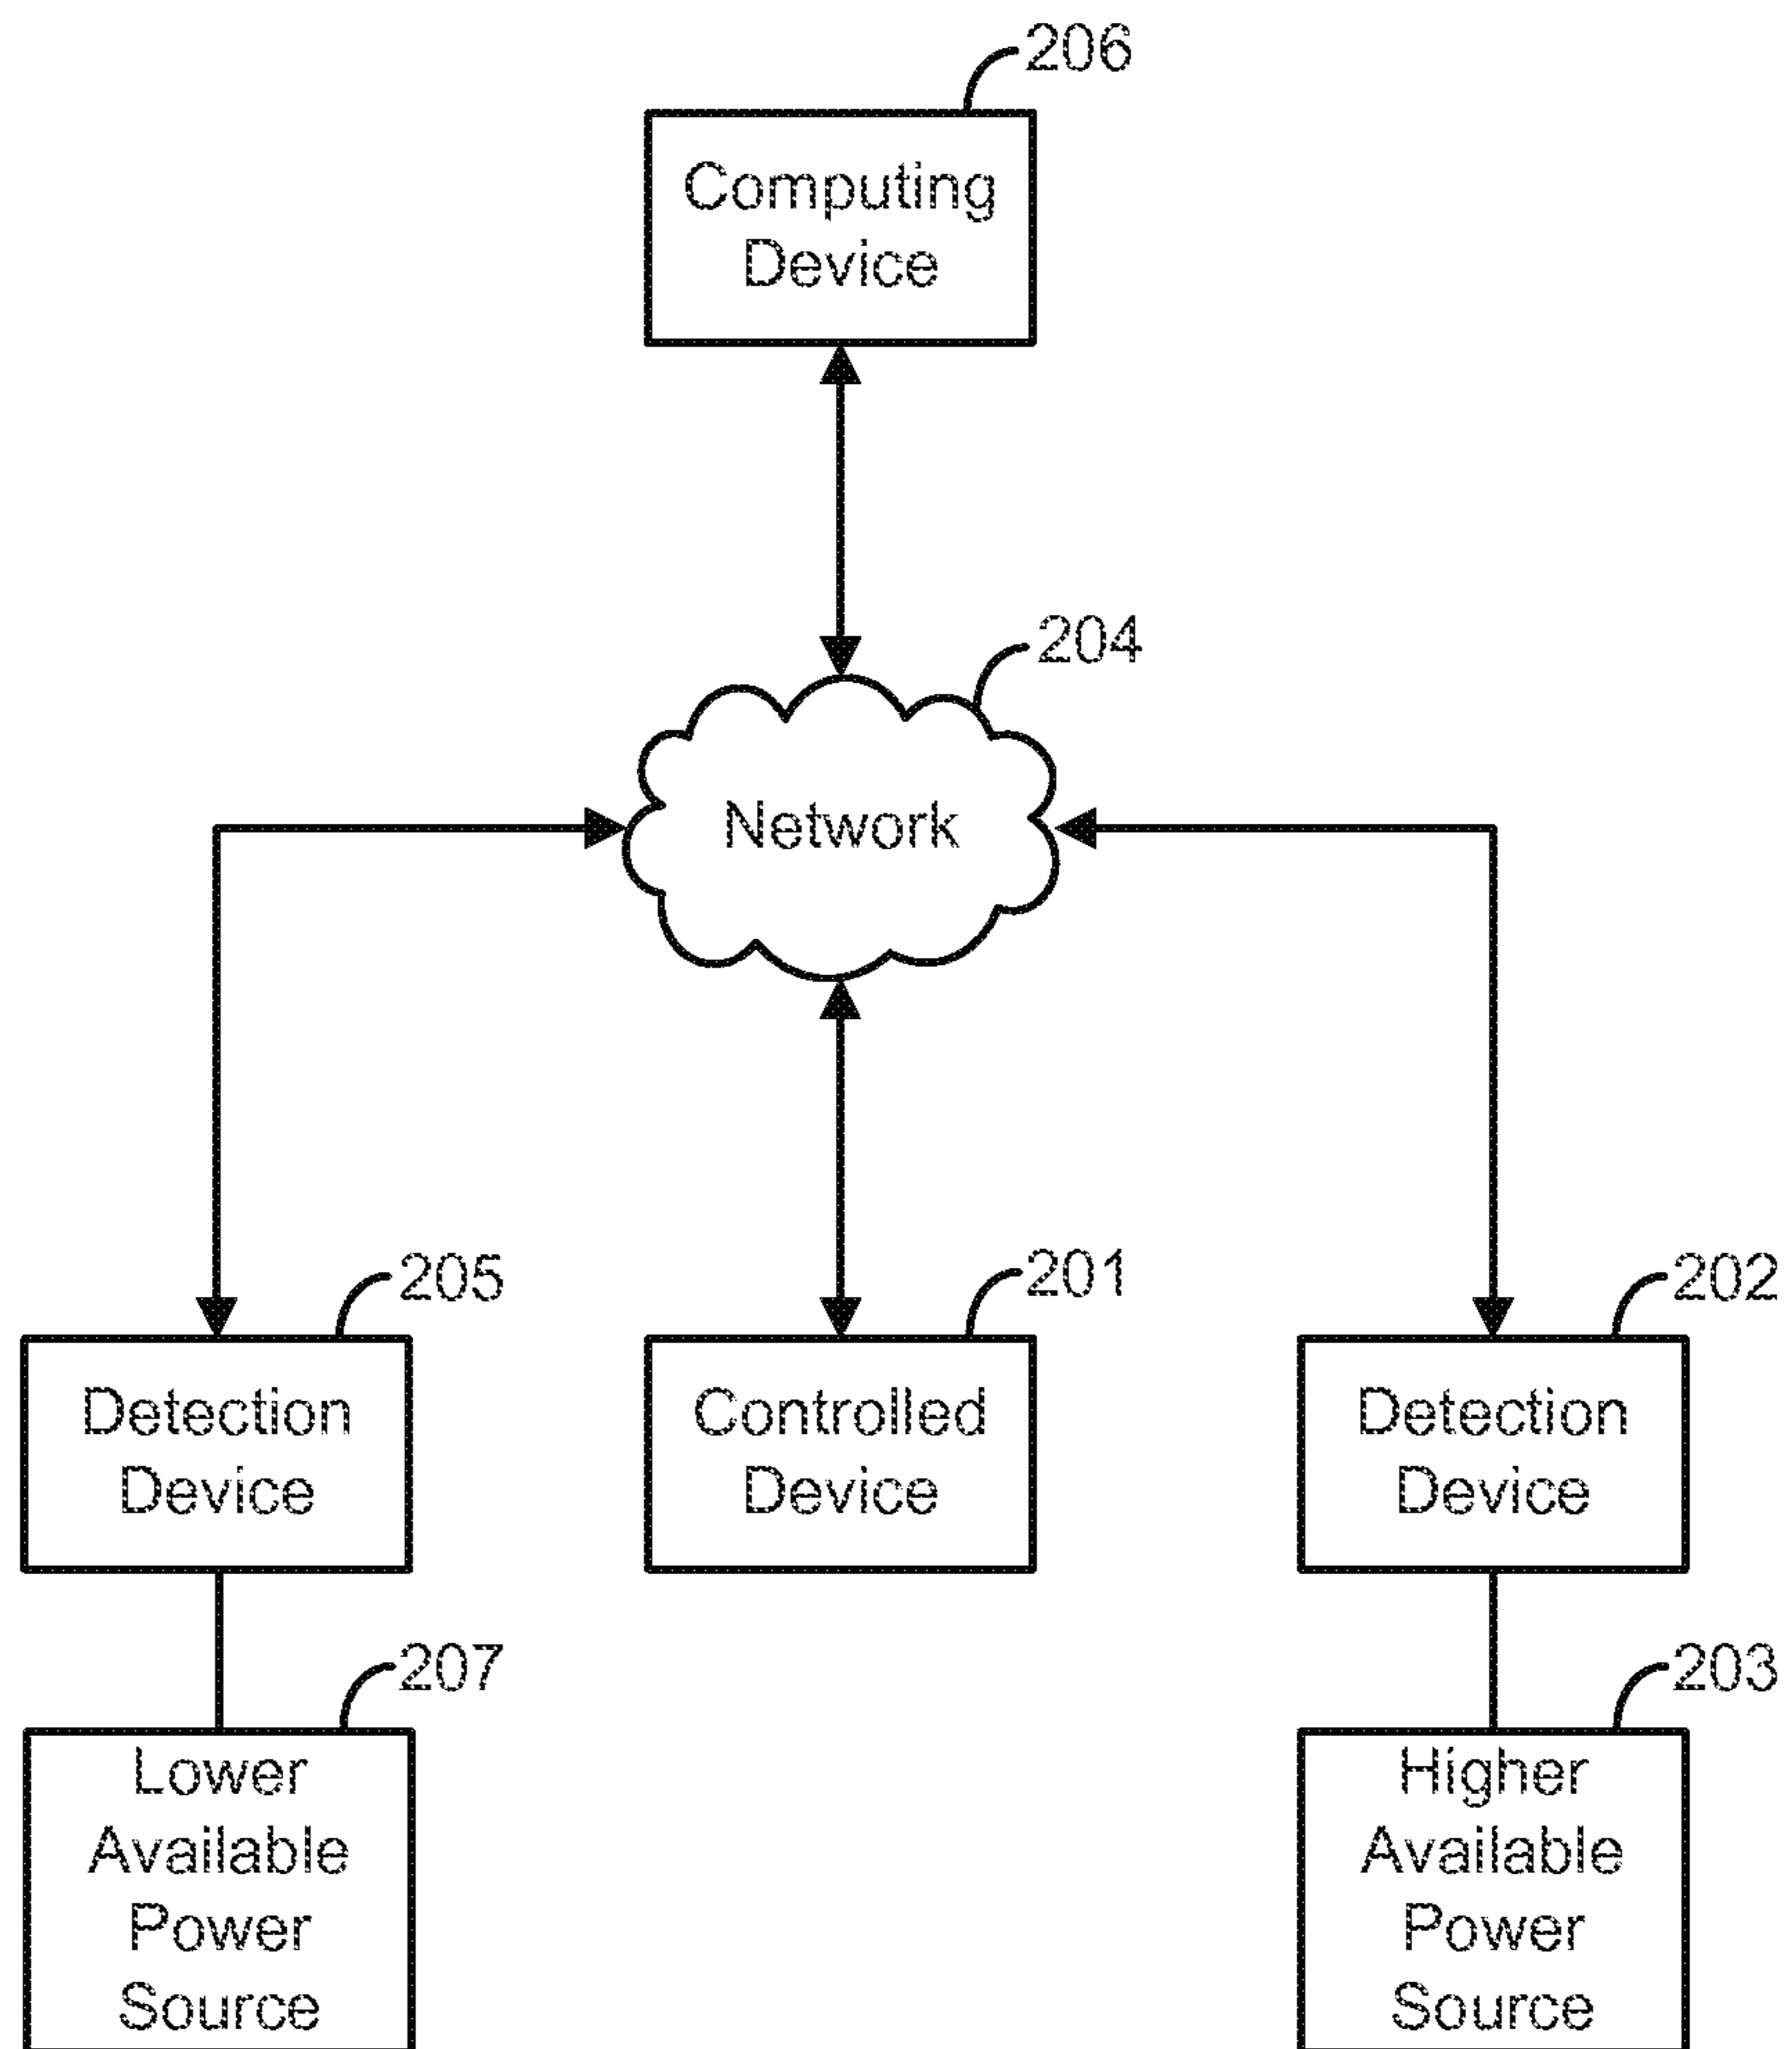 206
Computing
Device
204
Network
205
201
202
Detection
Device
Controlled
Device
Detection
Device
207
203
Lower
Available
Power
Source
Higher
Available
Power
Source